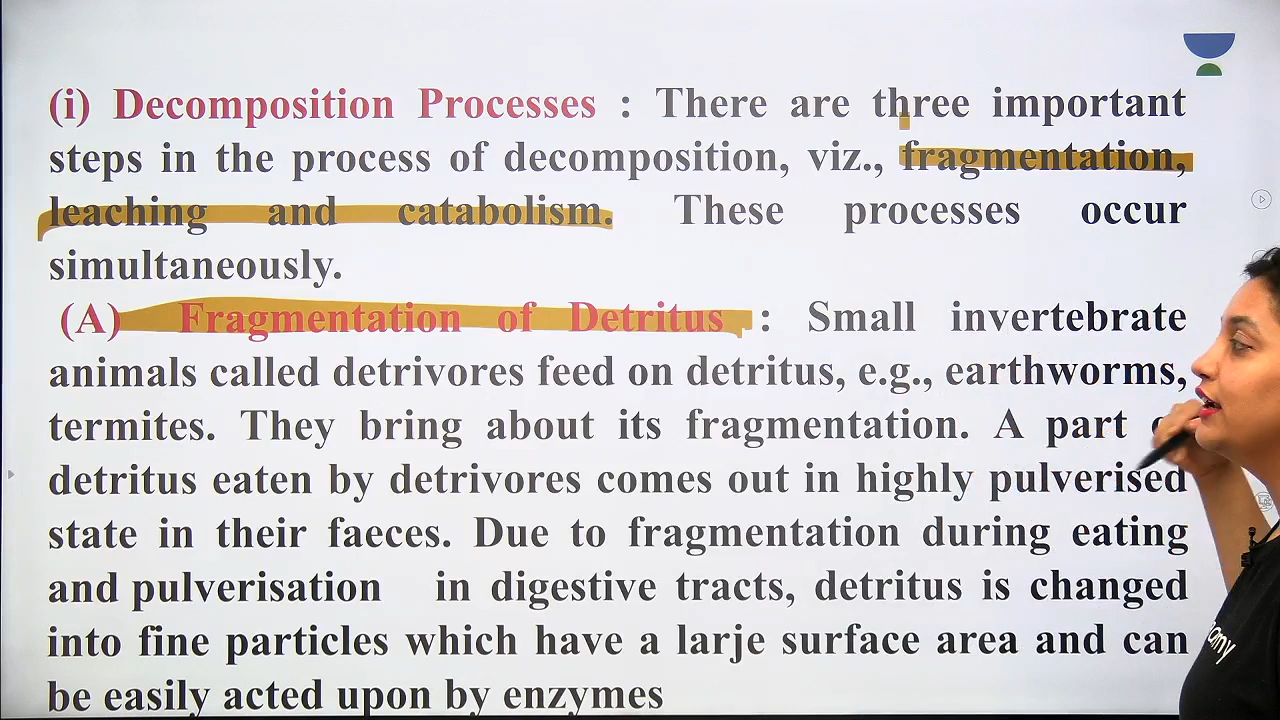 (i) Decomposition Processes : There are three important
steps in the process of decomposition, viz., fragmentation,
leaching and catabolism. These processes occur
simultaneously.
(A) Fragmentation of Detritus : Small invertebrate
animals called detrivores feed on detritus, e.g., earthworms,
termites. They bring about its fragmentation. A part
detritus eaten by detrivores comes out in highly pulverised
state in their faeces. Due to fragmentation during eating
and pulverisation in digestive tracts, detritus is changed
into fine particles which have a larje surface area and can
be easily acted upon by enzymes